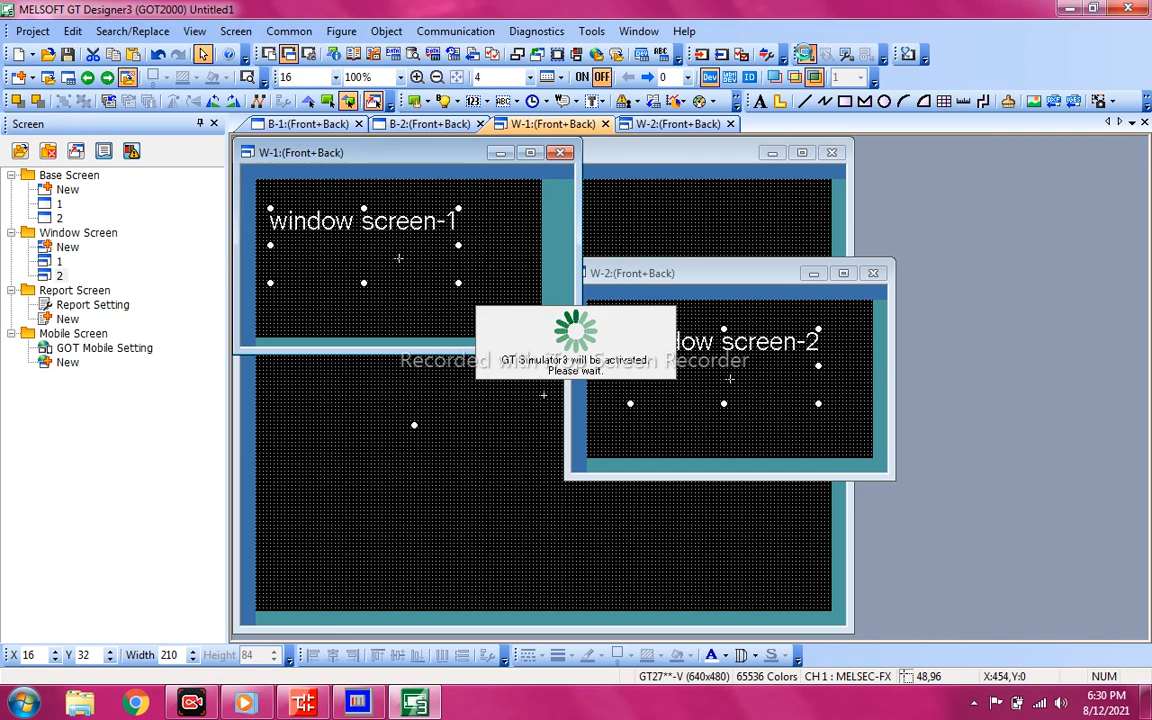 MELSOFT GT Designer3 (GOT2000) Untitled1
Project Edit Search/Replace View Screen Common Figure Object Communication Diagnostics Tools Window Help
16 100% 4 ON OFF 0 Dev ID 1
Screen
B-1:(Front+Back) B-2:(Front+Back) W-1:(Front+Back) W-2:(Front+Back)
Base Screen
New
1
2
Window Screen
New
1
2
Report Screen
Report Setting
New
Mobile Screen
GOT Mobile Setting
New
W-1:(Front+Back)
window screen-1
W-2:(Front+Back)
dow screen-2
GT Simulator3 will be activated.
Please wait.
X 16 Y 32 Width 210 Height 84
GT27**-V (640x480) 65536 Colors CH 1 : MELSEC-FX 48,96 X:454,Y:0 NUM
6:30 PM
8/12/2021